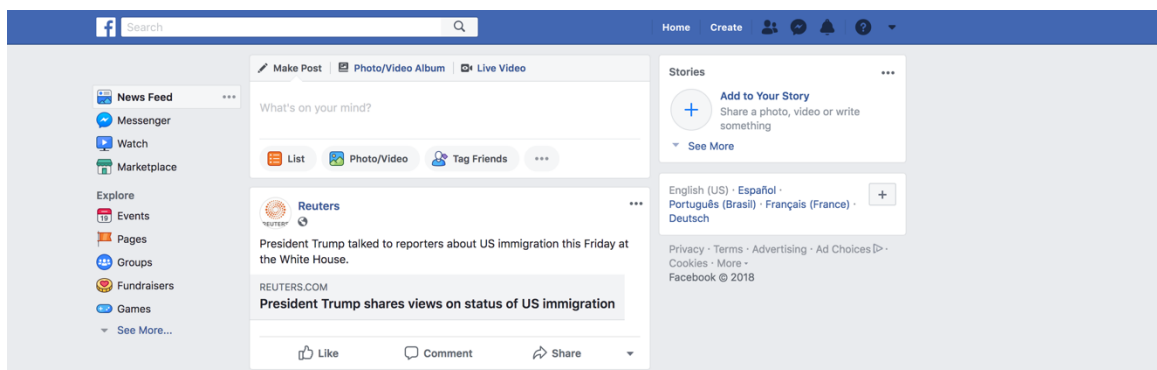 Search
Home Create
News Feed
Messenger
Watch
Marketplace
Explore
Events
Pages
Groups
Fundraisers
Games
See More...
Make Post Photo/Video Album Live Video
What's on your mind?
List Photo/Video Tag Friends
Reuters
President Trump talked to reporters about US immigration this Friday at
the White House.
REUTERS.COM
President Trump shares views on status of US immigration
Like Comment Share
Stories
Add to Your Story
Share a photo, video or write
something
See More
English (US) · Español ·
Português (Brasil) · Français (France) ·
Deutsch
Privacy · Terms · Advertising · Ad Choices ·
Cookies · More
Facebook © 2018